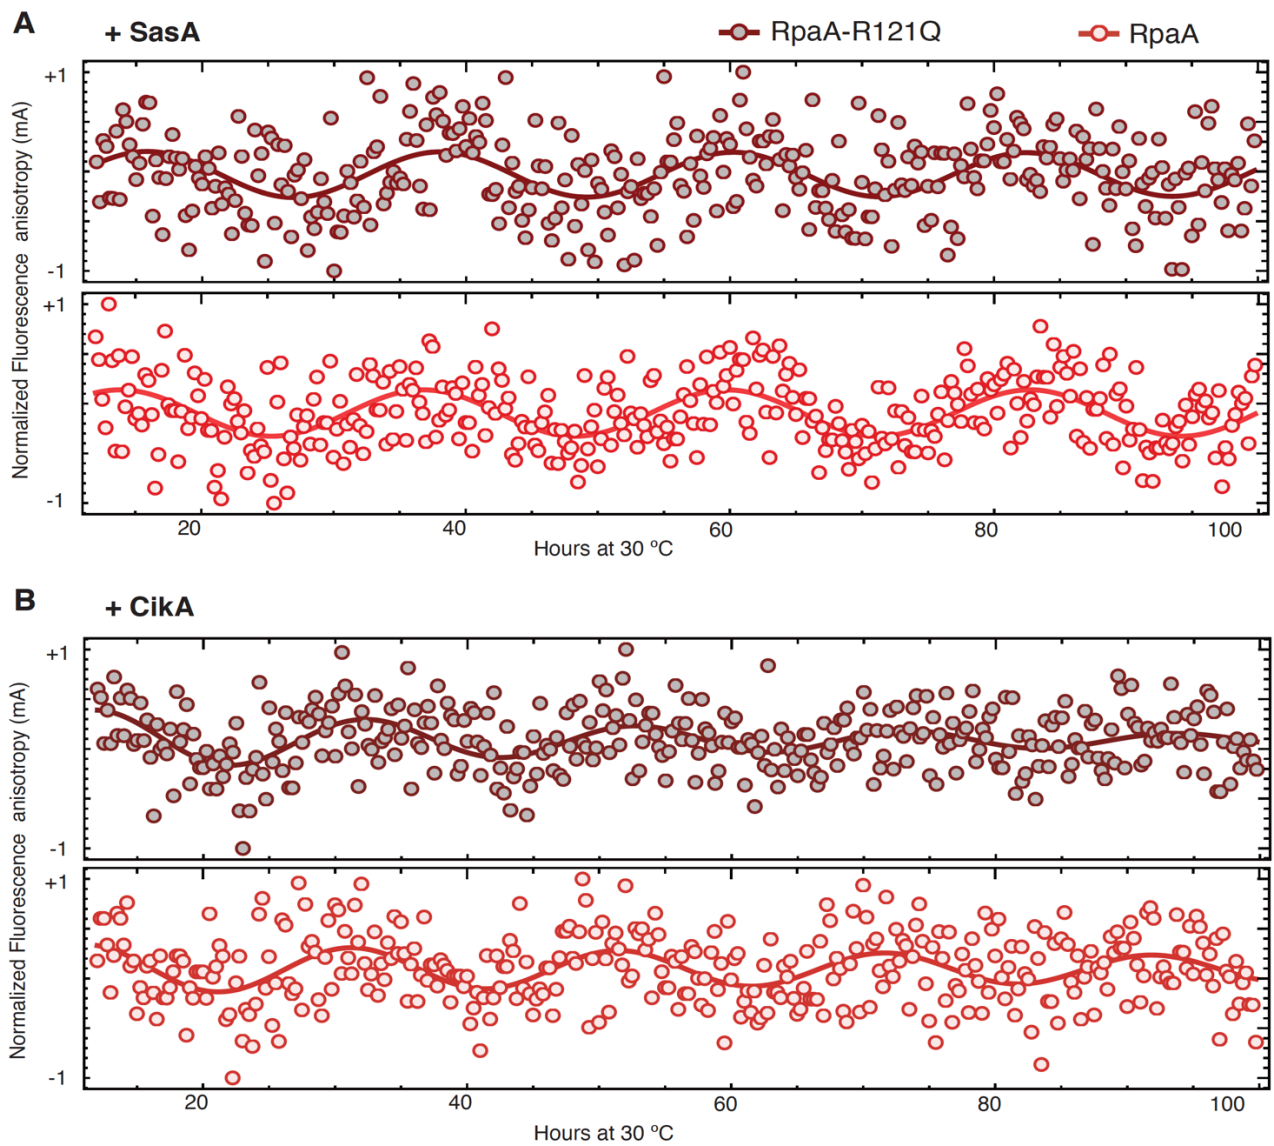 A
+ SasA
RpaA-R121Q
RpaA
+1
-1
+1
-1
Normalized Fluorescence anisotropy (mA)
20 40 60 80 100
Hours at 30 ºC
B
+ CikA
+1
-1
+1
-1
Normalized Fluorescence anisotropy (mA)
20 40 60 80 100
Hours at 30 ºC